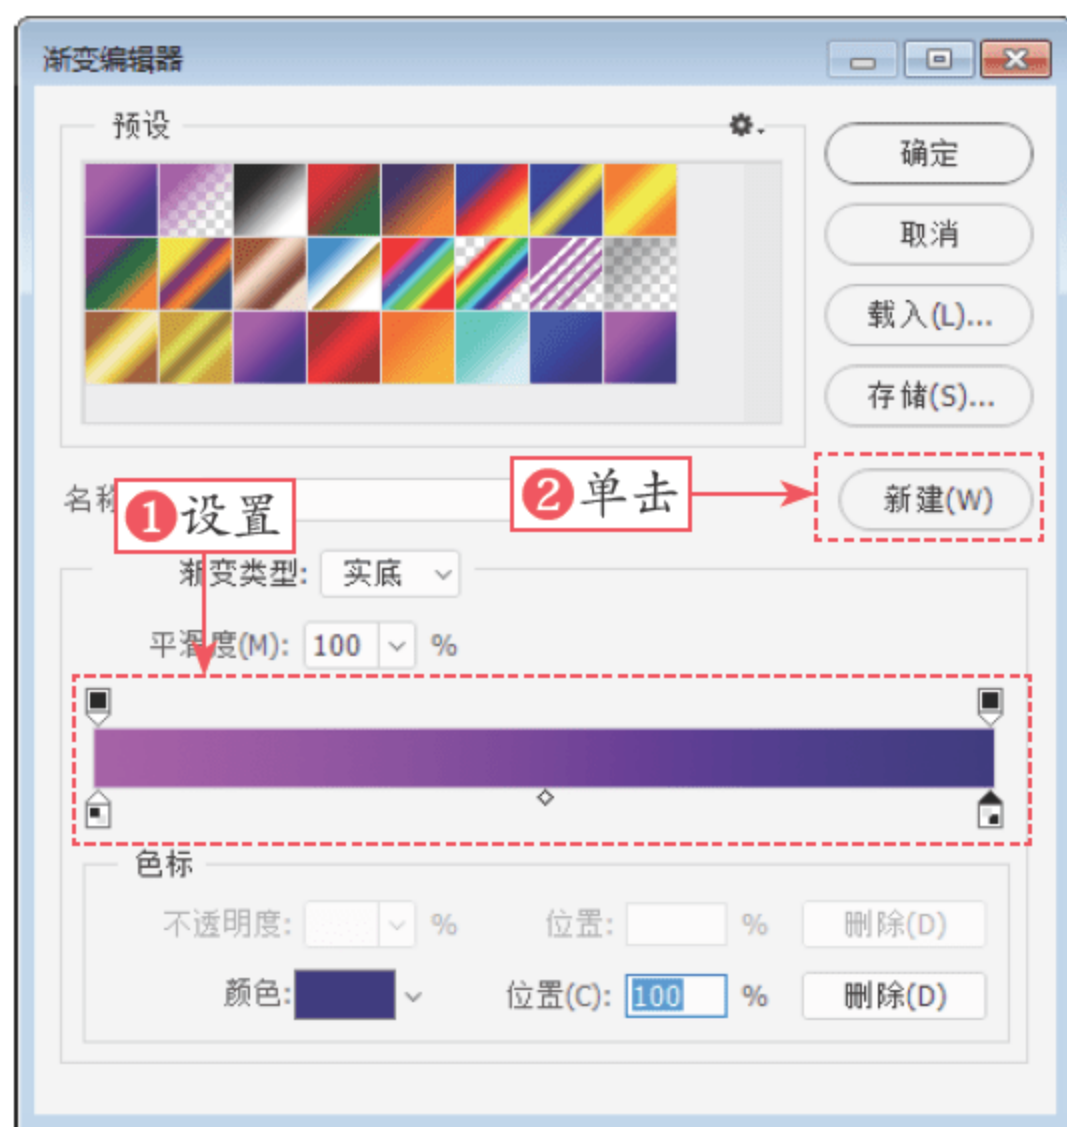 渐变编辑器
预设
确定
取消
载入(L)...
存储(S)...
名称
❶设置
❷单击
新建(W)
渐变类型: 实底
平滑度(M): 100 %
色标
不透明度: % 位置: % 删除(D)
颜色: 位置(C): 100 % 删除(D)